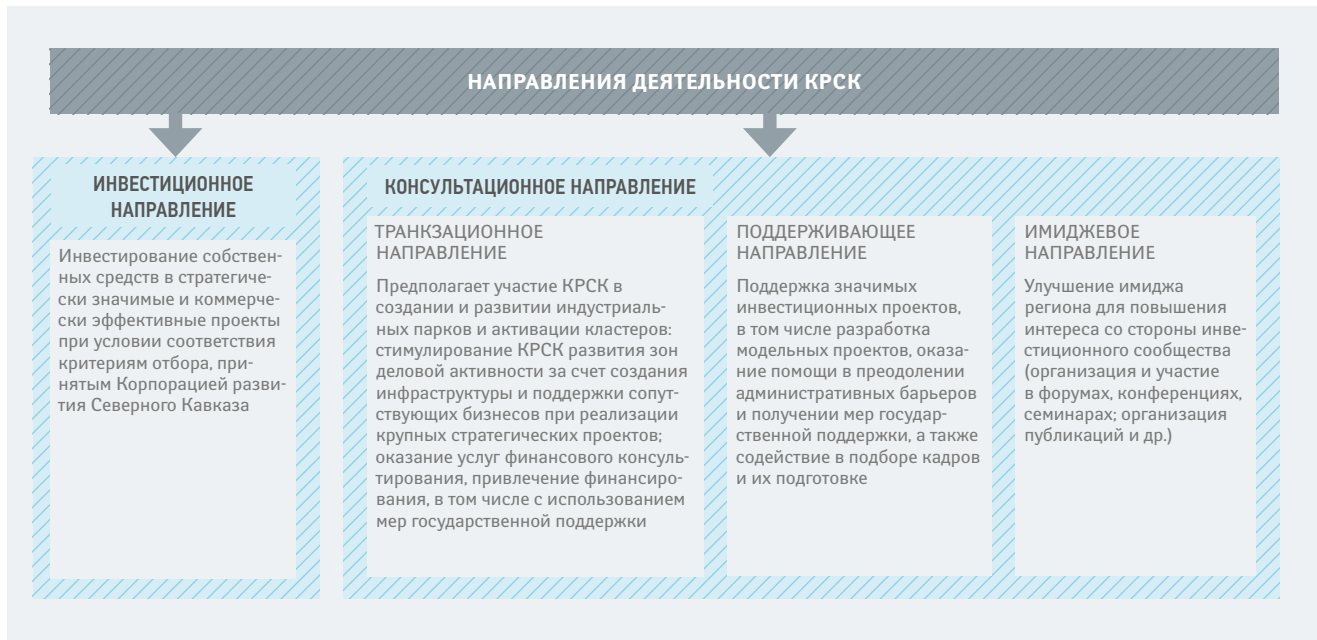 НАПРАВЛЕНИЯ ДЕЯТЕЛЬНОСТИ КРСК
ИНВЕСТИЦИОННОЕ
НАПРАВЛЕНИЕ
Инвестирование собствен-
ных средств в стратегиче-
ски значимые и коммерче-
ски эффективные проекты
при условии соответствия
критериям отбора, при-
нятым Корпорацией разви-
тия Северного Кавказа
КОНСУЛЬТАЦИОННОЕ НАПРАВЛЕНИЕ
ТРАНКЗАЦИОННОЕ
НАПРАВЛЕНИЕ
Предполагает участие КРСК в
создании и развитии индустриаль-
ных парков и активации кластеров:
стимулирование КРСК развития зон
деловой активности за счет создания
инфраструктуры и поддержки сопут-
ствующих бизнесов при реализации
крупных стратегических проектов;
оказание услуг финансового консуль-
тирования, привлечение финансиро-
вания, в том числе с использованием
мер государственной поддержки
ПОДДЕРЖИВАЮЩЕЕ
НАПРАВЛЕНИЕ
Поддержка значимых
инвестиционных проектов,
в том числе разработка
модельных проектов, оказа-
ние помощи в преодолении
административных барьеров
и получении мер государ-
ственной поддержки, а также
содействие в подборе кадров
и их подготовке
ИМИДЖЕВОЕ
НАПРАВЛЕНИЕ
Улучшение имиджа
региона для повышения
интереса со стороны инве-
стиционного сообщества
(организация и участие
в форумах, конференциях,
семинарах; организация
публикаций и др.)